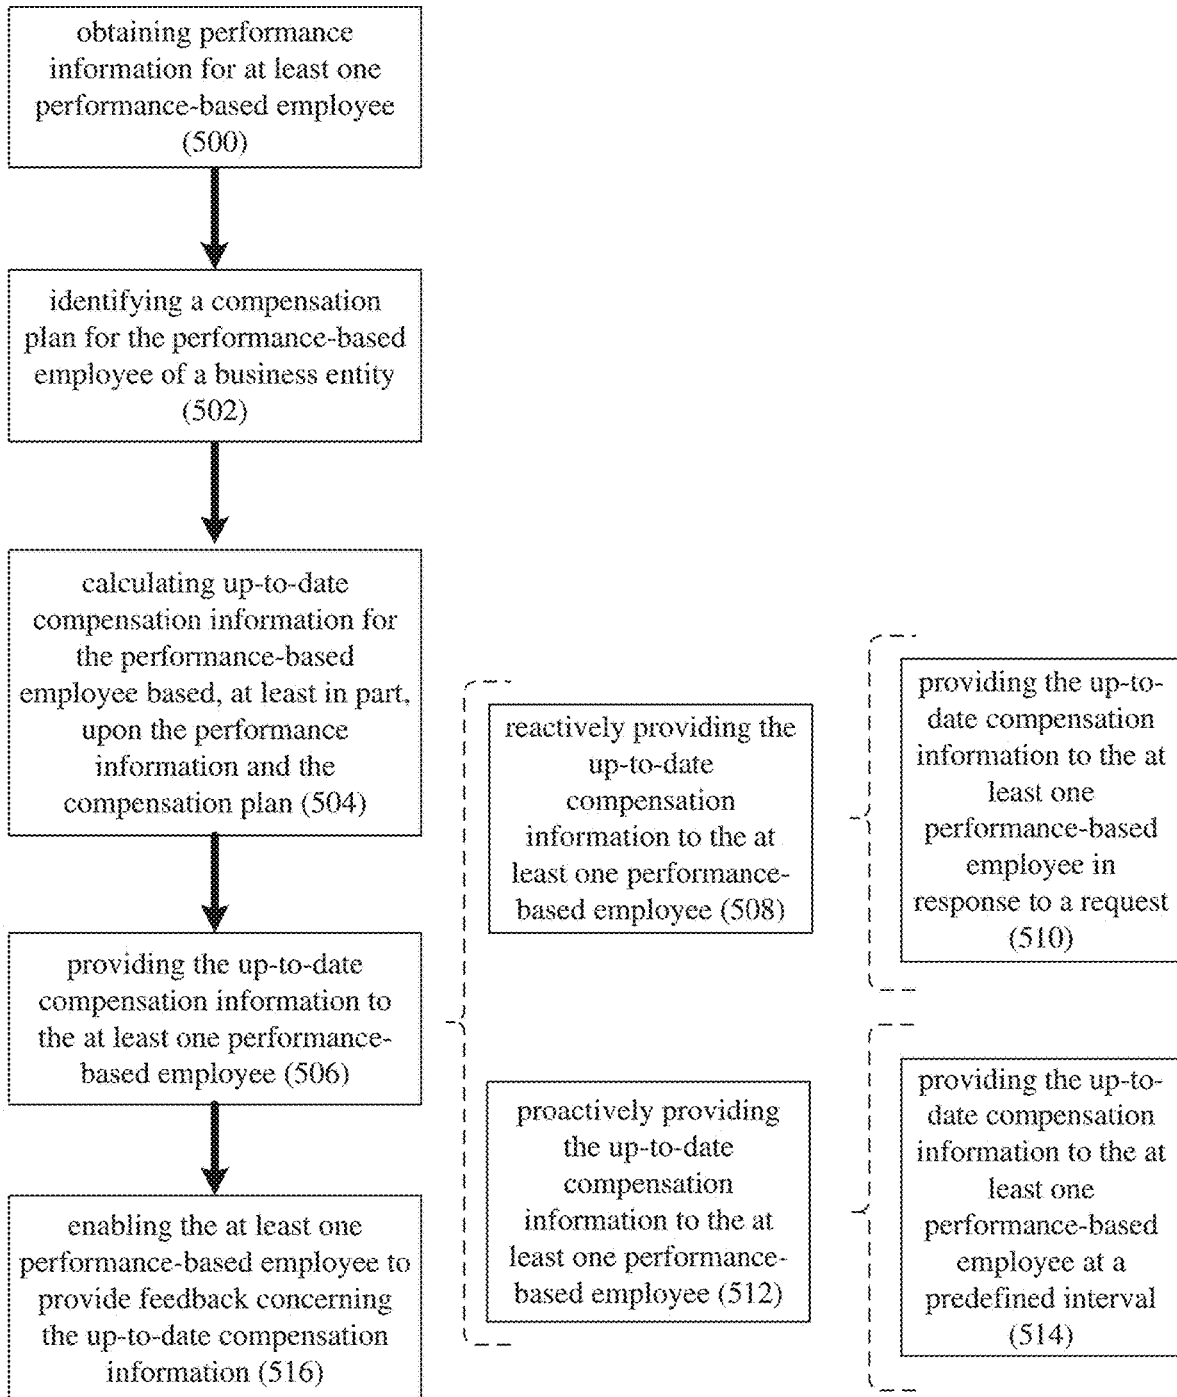 obtaining performance
information for at least one
performance-based employee
(500)
identifying a compensation
plan for the performance-based
employee of a business entity
(502)
calculating up-to-date
compensation information for
the performance-based
employee based, at least in part,
upon the performance
information and the
compensation plan (504)
providing the up-to-date
compensation information to
the at least one performance-
based employee (506)
reactively providing the
up-to-date
compensation
information to the at
least one performance-
based employee (508)
providing the up-to-
date compensation
information to the at
least one
performance-based
employee in
response to a request
(510)
proactively providing
the up-to-date
compensation
information to the at
least one performance-
based employee (512)
providing the up-to-
date compensation
information to the at
least one
performance-based
employee at a
predefined interval
(514)
enabling the at least one
performance-based employee to
provide feedback concerning
the up-to-date compensation
information (516)